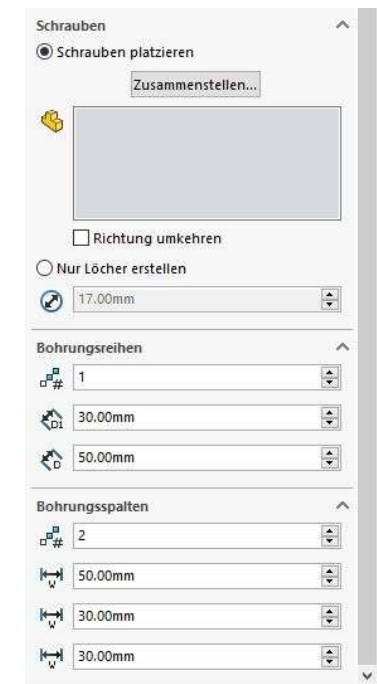 Schrauben
Schrauben platzieren
Zusammenstellen...
Richtung umkehren
Nur Löcher erstellen
17.00mm
Bohrungsreihen
# 1
D1 30.00mm
D 50.00mm
Bohrungsspalten
# 2
W 50.00mm
W 30.00mm
W 30.00mm